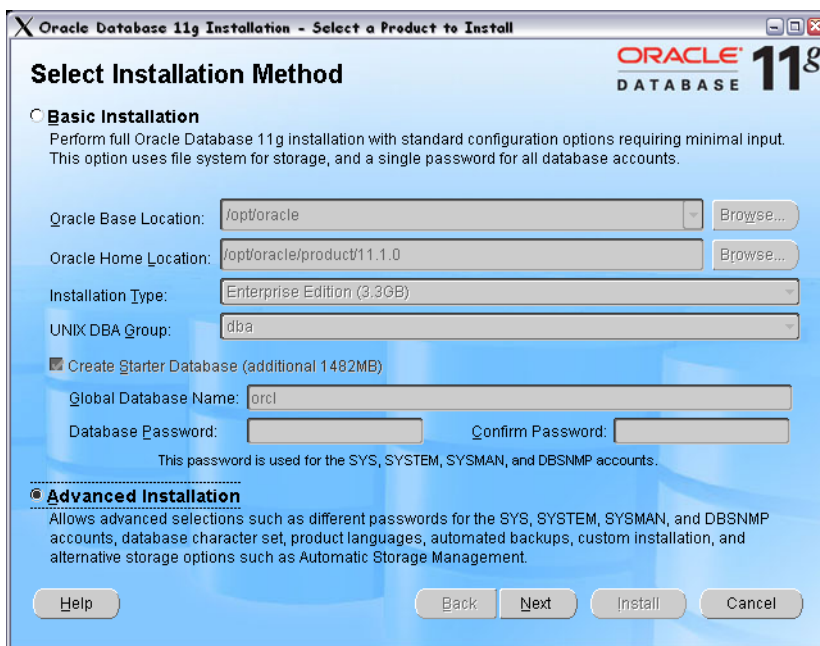 Oracle Database 11g Installation - Select a Product to Install
Select Installation Method
ORACLE
DATABASE 11g
Basic Installation
Perform full Oracle Database 11g installation with standard configuration options requiring minimal input.
This option uses file system for storage, and a single password for all database accounts.
Oracle Base Location: /opt/oracle Browse...
Oracle Home Location: /opt/oracle/product/11.1.0 Browse...
Installation Type: Enterprise Edition (3.3GB)
UNIX DBA Group: dba
Create Starter Database (additional 1482MB)
Global Database Name: orcl
Database Password: Confirm Password:
This password is used for the SYS, SYSTEM, SYSMAN, and DBSNMP accounts.
Advanced Installation
Allows advanced selections such as different passwords for the SYS, SYSTEM, SYSMAN, and DBSNMP
accounts, database character set, product languages, automated backups, custom installation, and
alternative storage options such as Automatic Storage Management.
Help Back Next Install Cancel